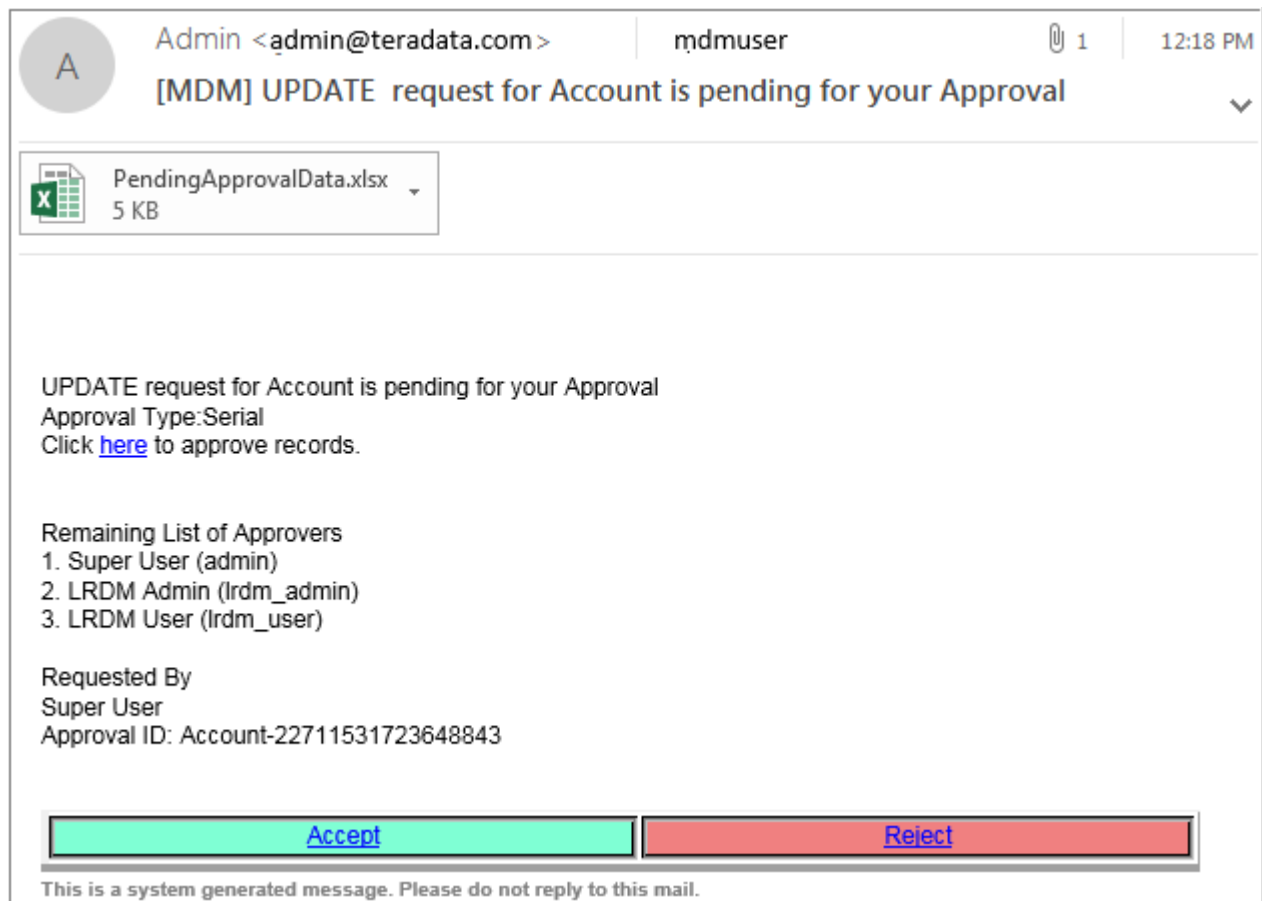 A
Admin <admin@teradata.com> mdmuser 1 12:18 PM
[MDM] UPDATE request for Account is pending for your Approval
PendingApprovalData.xlsx
5 KB
UPDATE request for Account is pending for your Approval
Approval Type:Serial
Click here to approve records.
Remaining List of Approvers
1. Super User (admin)
2. LRDM Admin (lrdm_admin)
3. LRDM User (lrdm_user)
Requested By
Super User
Approval ID: Account-22711531723648843
Accept Reject
This is a system generated message. Please do not reply to this mail.